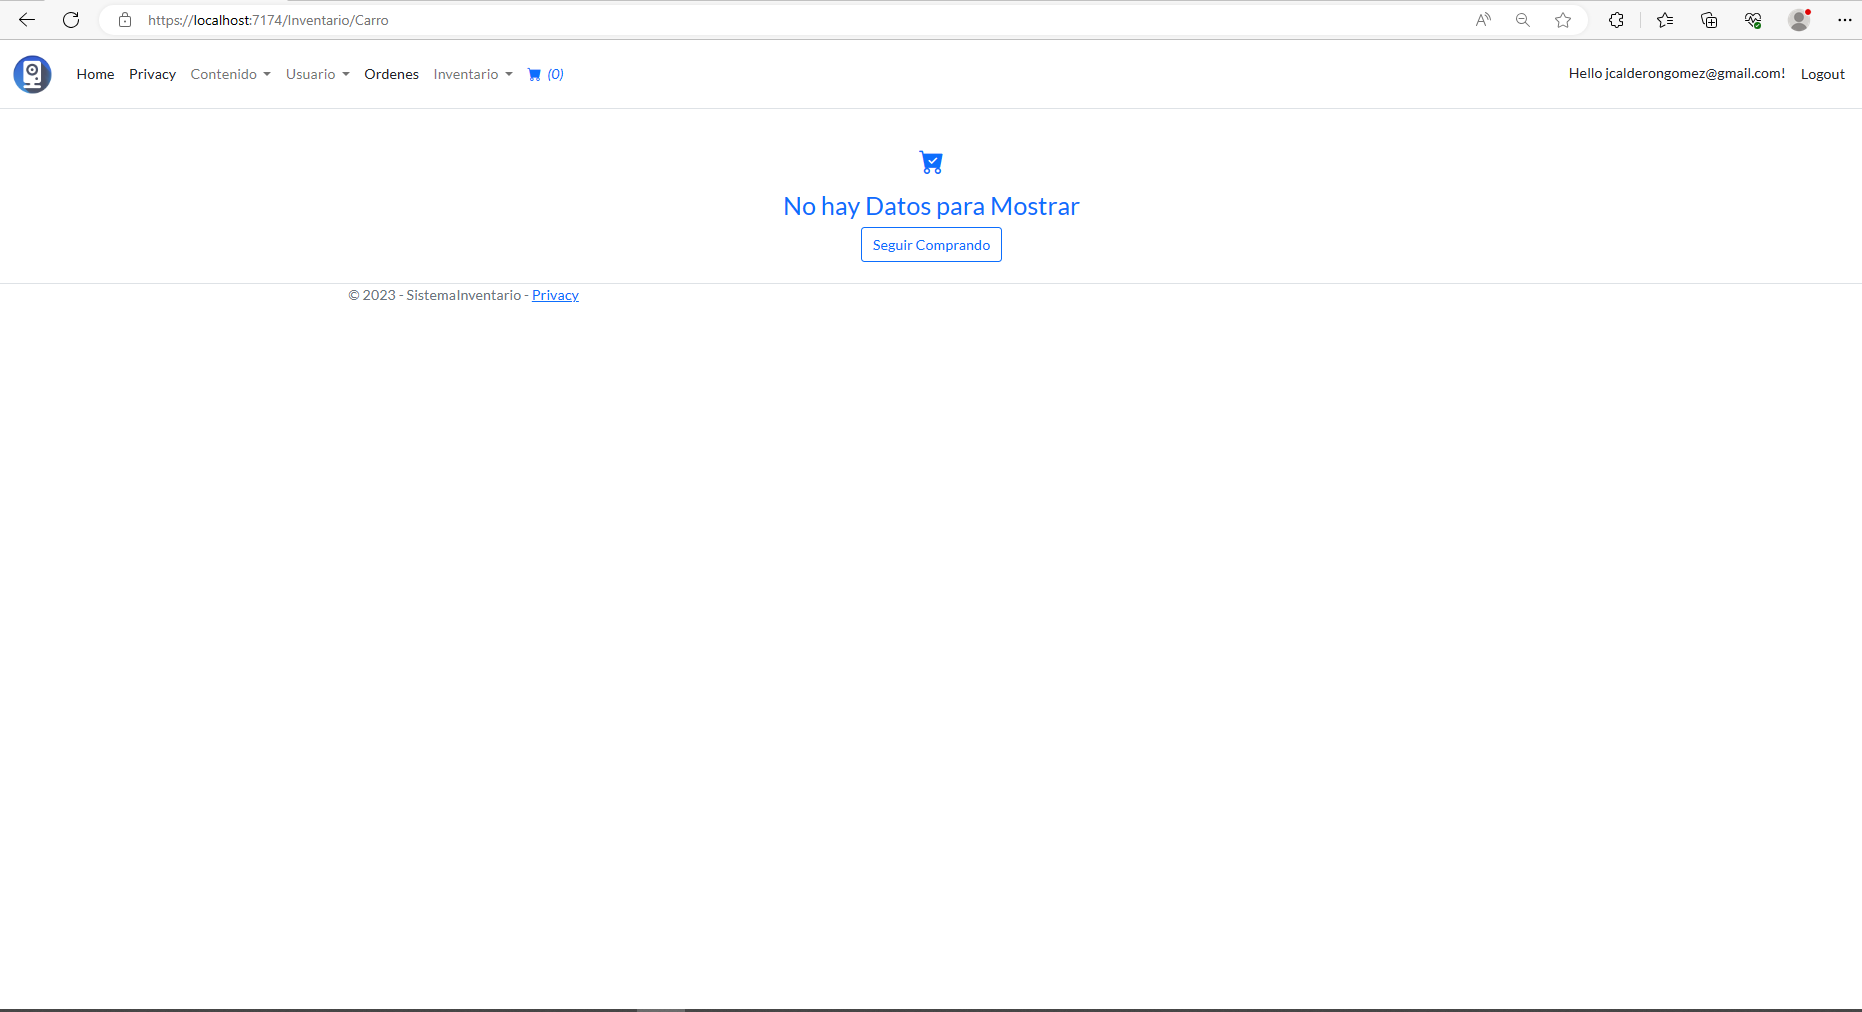 https://localhost:7174/Inventario/Carro
Home Privacy Contenido Usuario Ordenes Inventario (0) Hello jcalderongomez@gmail.com! Logout
No hay Datos para Mostrar
Seguir Comprando
© 2023 - SistemaInventario - Privacy